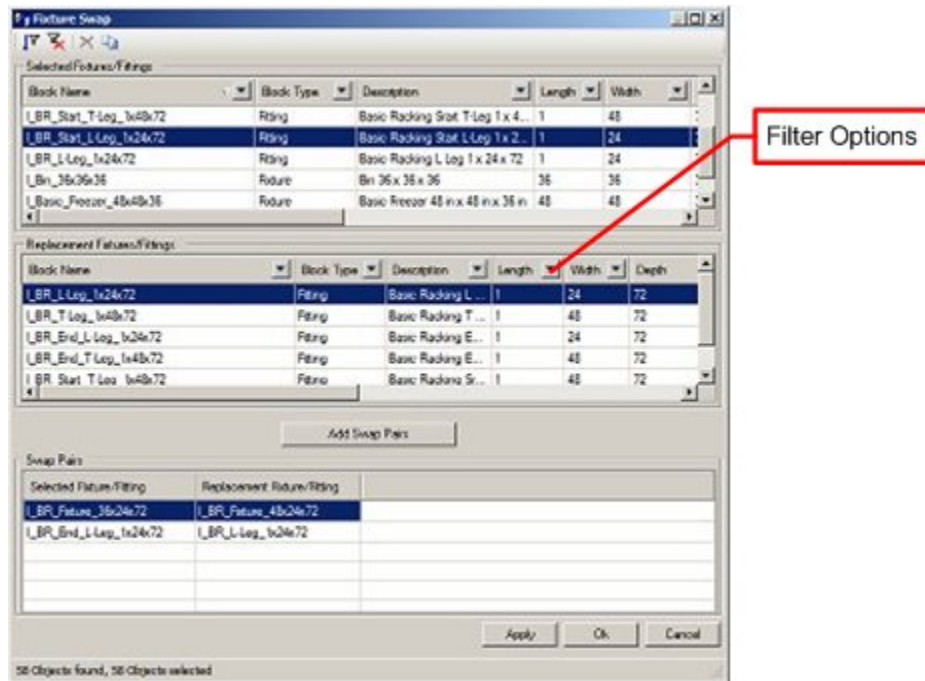 Fixture Swap
Selected Fixtures/Fittings
Block Name Block Type Description Length Width
I_BR_Start_T-Leg_1x48x72 Fitting Basic Racking Start T-Leg 1 x 4... 1 48
I_BR_Start_L-Leg_1x24x72 Fitting Basic Racking Start L-Leg 1 x 2... 1 24
I_BR_L-Leg_1x24x72 Fitting Basic Racking L Leg 1 x 24 x 72 1 24
I_Bin_36x36x36 Fixture Bin 36 x 36 x 36 36 36
I_Basic_Freezer_48x48x36 Fixture Basic Freezer 48 in x 48 in x 36 in 48 48
Filter Options
Replacement Fixtures/Fittings
Block Name Block Type Description Length Width Depth
I_BR_L-Leg_1x24x72 Fitting Basic Racking L ... 1 24 72
I_BR_T-Leg_1x48x72 Fitting Basic Racking T ... 1 48 72
I_BR_End_L-Leg_1x24x72 Fitting Basic Racking E... 1 24 72
I_BR_End_T-Leg_1x48x72 Fitting Basic Racking E... 1 48 72
I_BR_Start_T-Leg_1x48x72 Fitting Basic Racking S... 1 48 72
Add Swap Pairs
Swap Pairs
Selected Fixture/Fitting Replacement Fixture/Fitting
I_BR_Fixture_36x24x72 I_BR_Fixture_48x24x72
I_BR_End_L-Leg_1x24x72 I_BR_L-Leg_1x24x72
Apply Ok Cancel
58 Objects found, 58 Objects selected